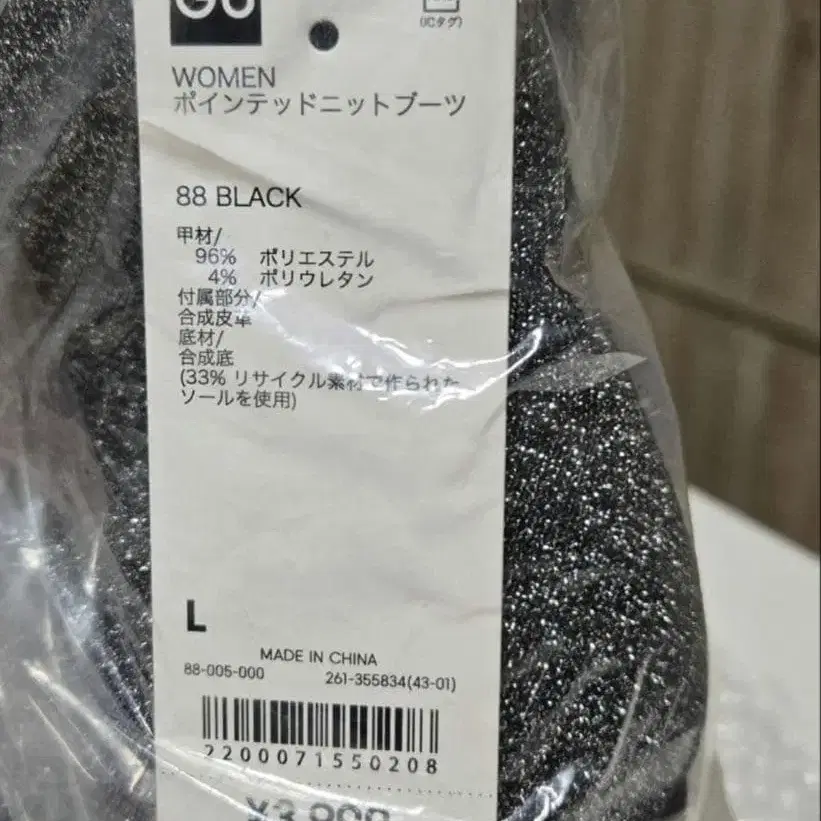 GU
(ICタグ)
WOMEN
ポインテッドニットブーツ
88 BLACK
甲材/
96% ポリエステル
4% ポリウレタン
付属部分/
合成皮革
底材/
合成底
(33% リサイクル素材で作られた
ソールを使用)
L
MADE IN CHINA
88-005-000 261-355834(43-01)
2200071550208